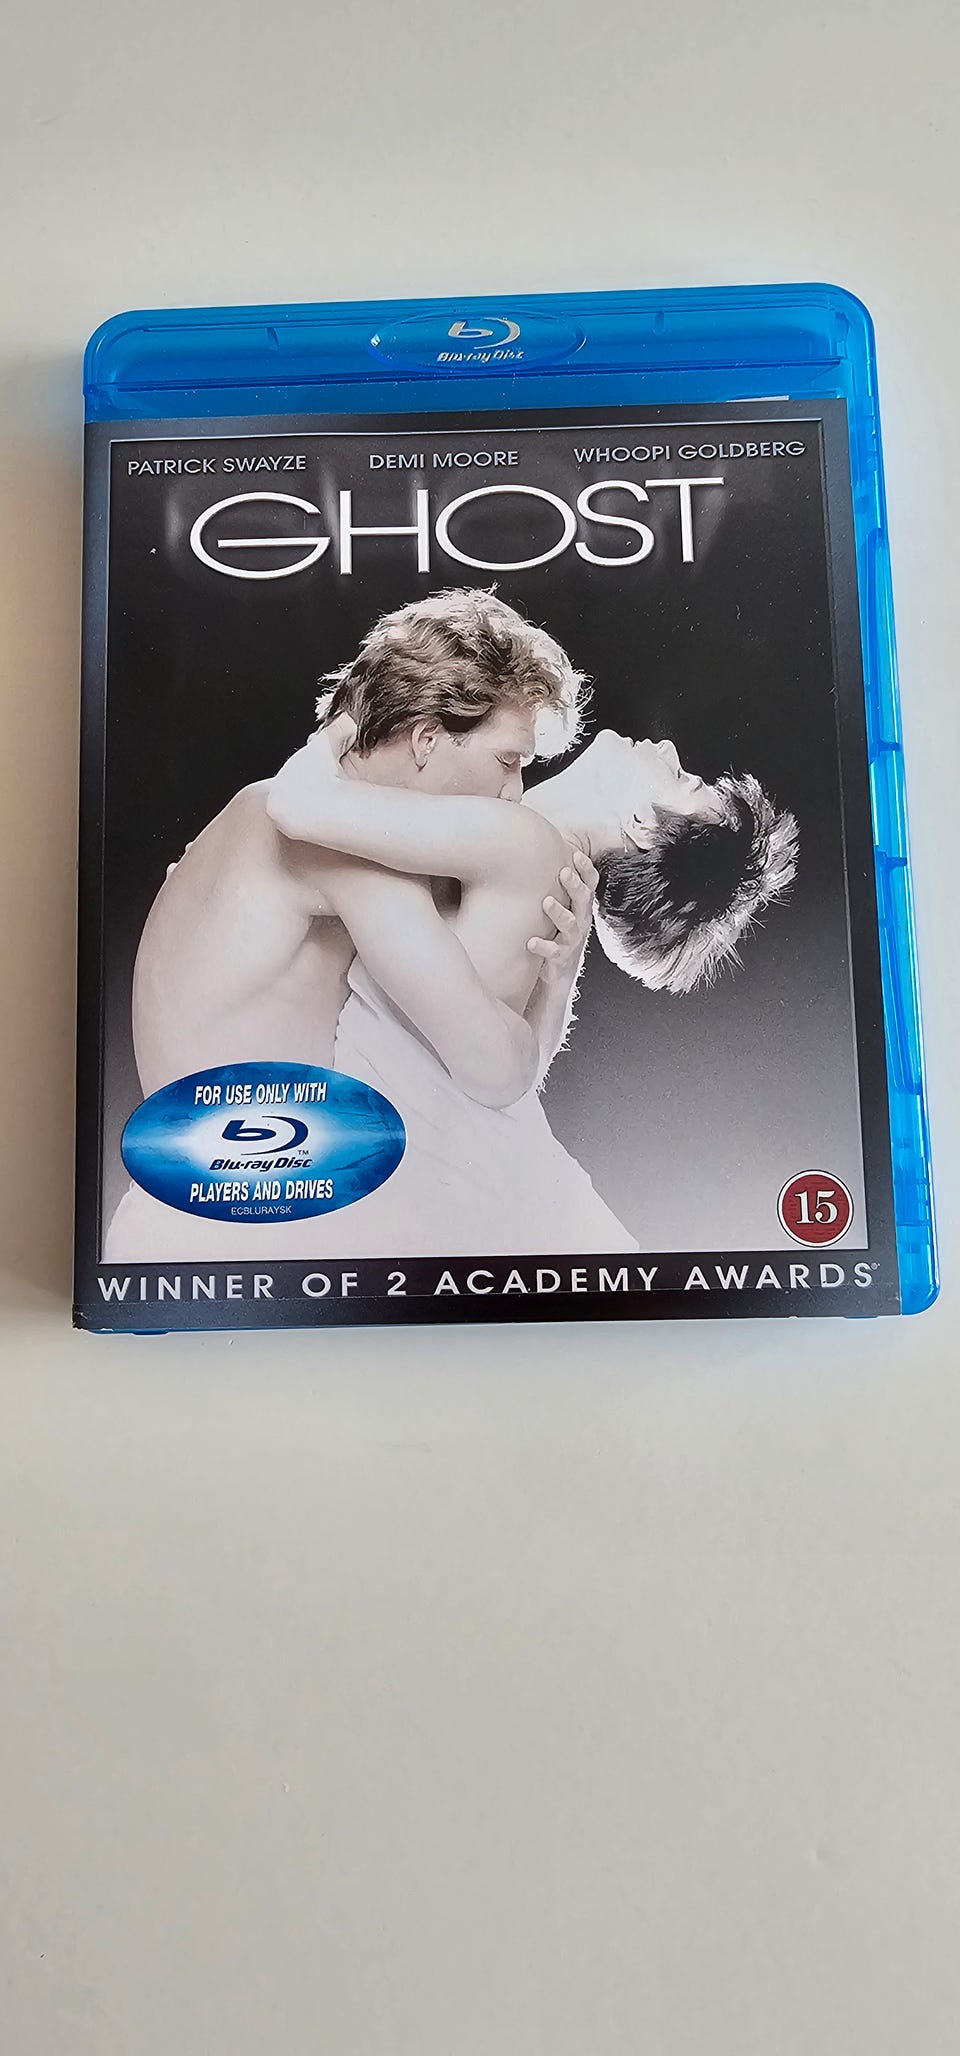 Blu-ray Disc
PATRICK SWAYZE DEMI MOORE WHOOPI GOLDBERG
GHOST
FOR USE ONLY WITH
Blu-ray Disc™
PLAYERS AND DRIVES
ECBLURAYSK
15
WINNER OF 2 ACADEMY AWARDS®